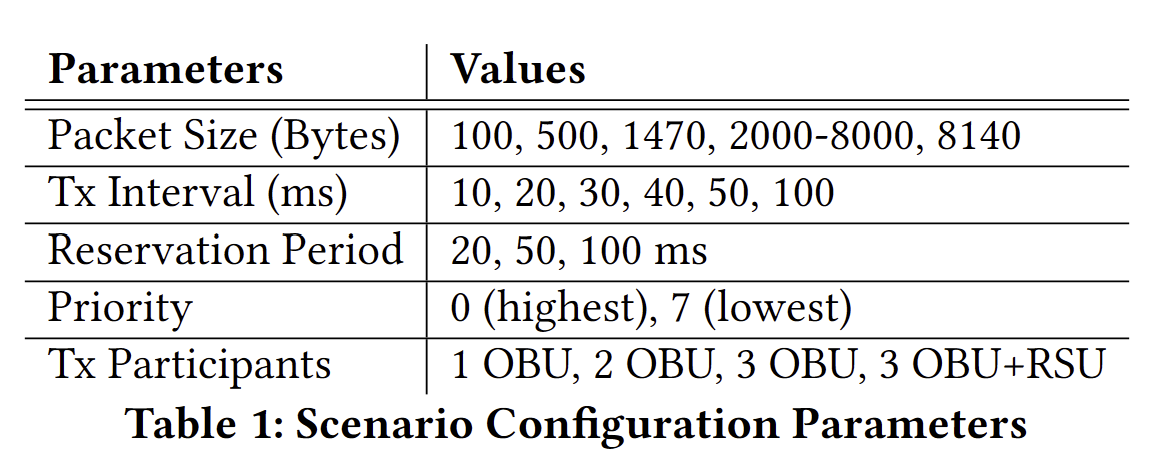 Parameters Values
Packet Size (Bytes) 100, 500, 1470, 2000-8000, 8140
Tx Interval (ms) 10, 20, 30, 40, 50, 100
Reservation Period 20, 50, 100 ms
Priority 0 (highest), 7 (lowest)
Tx Participants 1 OBU, 2 OBU, 3 OBU, 3 OBU+RSU
Table 1: Scenario Configuration Parameters